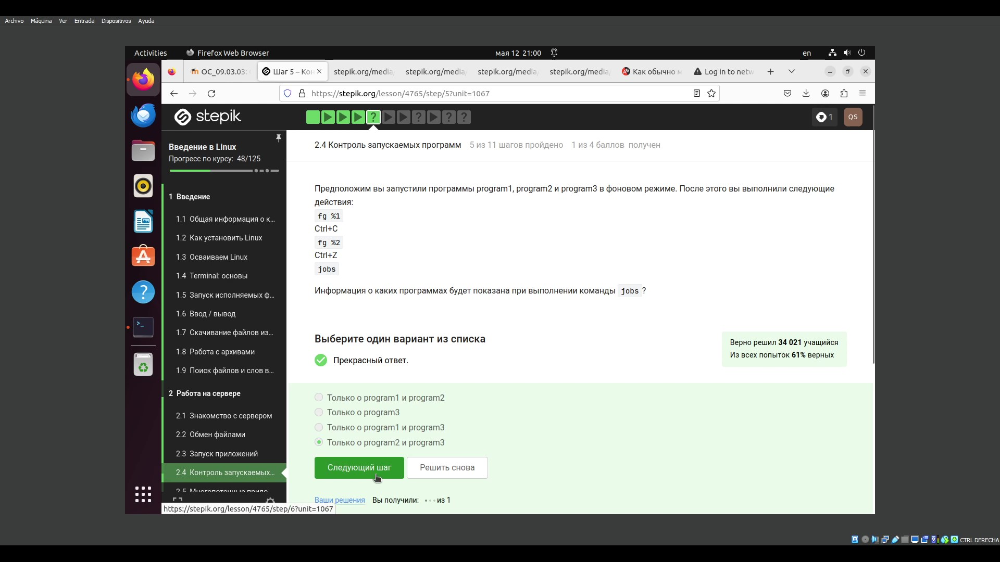 Archivo Máquina Ver Entrada Dispositivos Ayuda
Activities Firefox Web Browser мая 12 21:00 en
ОС_09.03.03: Шаг 5 – Кон stepik.org/media/ stepik.org/media/ stepik.org/media/ stepik.org/media/ Как обычно м Log in to netw
https://stepik.org/lesson/4765/step/5?unit=1067
stepik 1 QS
Введение в Linux
Прогресс по курсу: 48/125
1 Введение
1.1 Общая информация о к...
1.2 Как установить Linux
1.3 Осваиваем Linux
1.4 Terminal: основы
1.5 Запуск исполняемых ф...
1.6 Ввод / вывод
1.7 Скачивание файлов из...
1.8 Работа с архивами
1.9 Поиск файлов и слов в...
2 Работа на сервере
2.1 Знакомство с сервером
2.2 Обмен файлами
2.3 Запуск приложений
2.4 Контроль запускаемых...
2.5 Многопоточные прило...
2.4 Контроль запускаемых программ 5 из 11 шагов пройдено 1 из 4 баллов получен
Предположим вы запустили программы program1, program2 и program3 в фоновом режиме. После этого вы выполнили следующие
действия:
fg %1
Ctrl+C
fg %2
Ctrl+Z
jobs
Информация о каких программах будет показана при выполнении команды jobs ?
Выберите один вариант из списка
Прекрасный ответ.
Верно решил 34 021 учащийся
Из всех попыток 61% верных
Только о program1 и program2
Только о program3
Только о program1 и program3
Только о program2 и program3
Следующий шаг Решить снова
Ваши решения Вы получили: из 1
https://stepik.org/lesson/4765/step/6?unit=1067
CTRL DERECHA